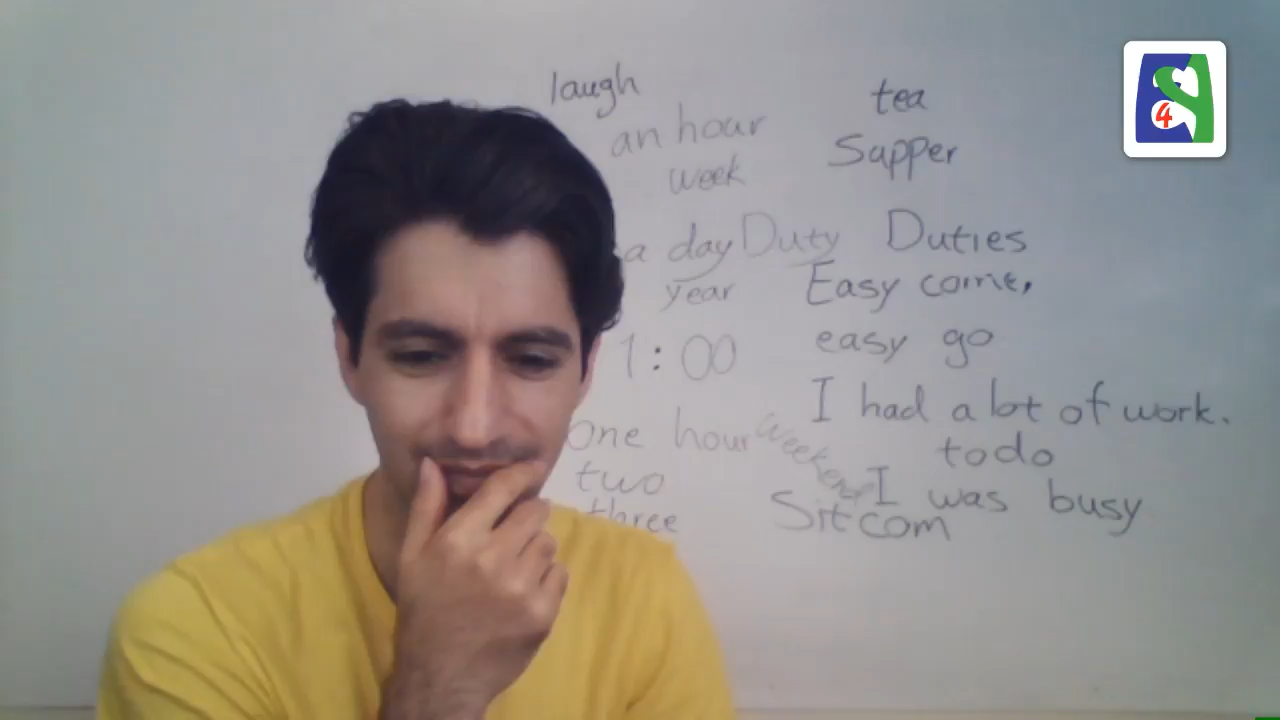 laugh
an hour
week
a day
year
1:00
one hour
two
three
tea
Supper
Duty Duties
Easy come,
easy go
I had a lot of work.
to do
Weekend
I was busy
Sitcom
4